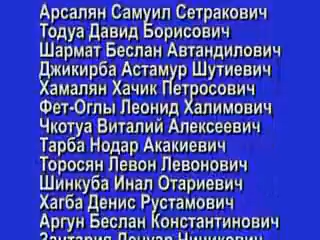 Арсалян Самуил Сетракович
Тодуа Давид Борисович
Шармат Беслан Автандилович
Джикирба Астамур Шутиевич
Хамалян Хачик Петросович
Фет-Оглы Леонид Халимович
Чкотуа Виталий Алексеевич
Тарба Нодар Акакиевич
Торосян Левон Левонович
Шинкуба Инал Отариевич
Хагба Денис Рустамович
Аргун Беслан Константинович